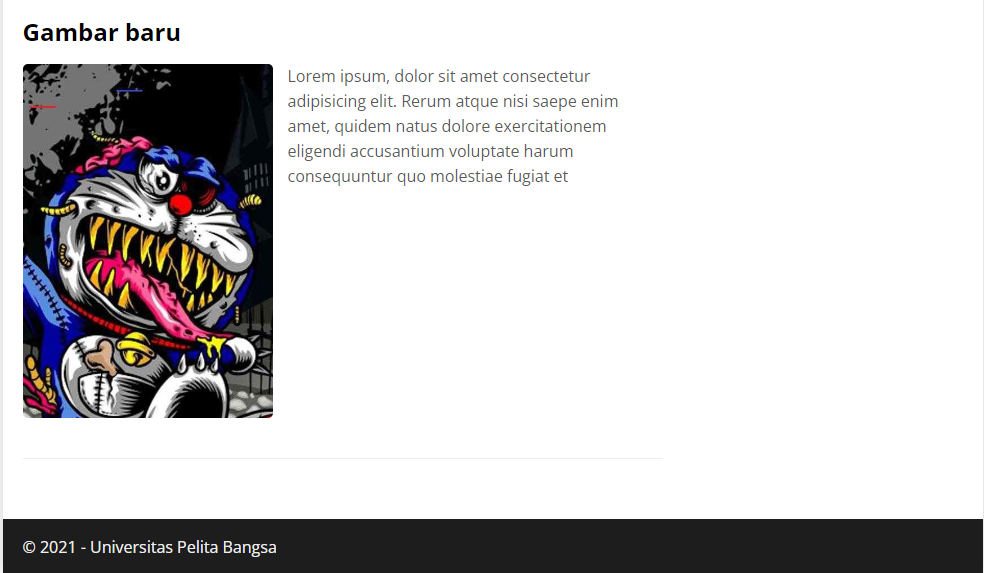 Gambar baru
Lorem ipsum, dolor sit amet consectetur
adipisicing elit. Rerum atque nisi saepe enim
amet, quidem natus dolore exercitationem
eligendi accusantium voluptate harum
consequuntur quo molestiae fugiat et
© 2021 - Universitas Pelita Bangsa